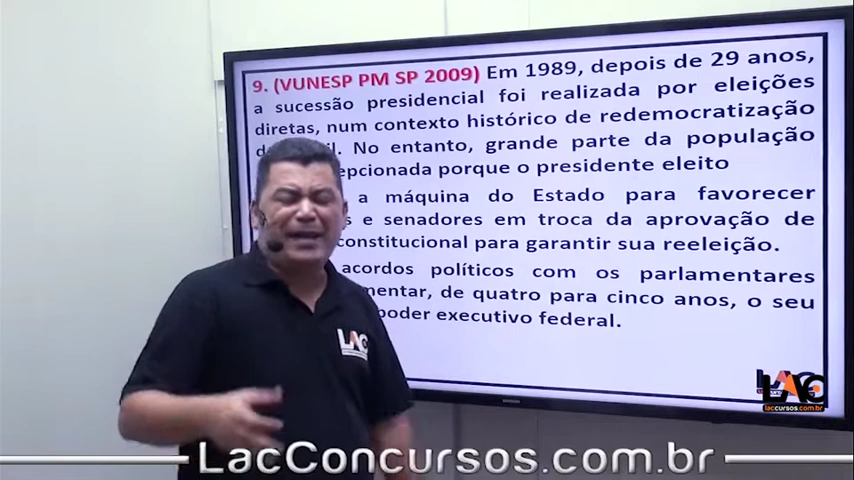 9. (VUNESP PM SP 2009) Em 1989, depois de 29 anos,
a sucessão presidencial foi realizada por eleições
diretas, num contexto histórico de redemocratização
No entanto, grande parte da população
porque o presidente eleito
a máquina do Estado para favorecer
e senadores em troca da aprovação de
constitucional para garantir sua reeleição.
acordos políticos com os parlamentares
de quatro para cinco anos, o seu
poder executivo federal.
LAC
LAC
laccursos.com.br
LacConcursos.com.br